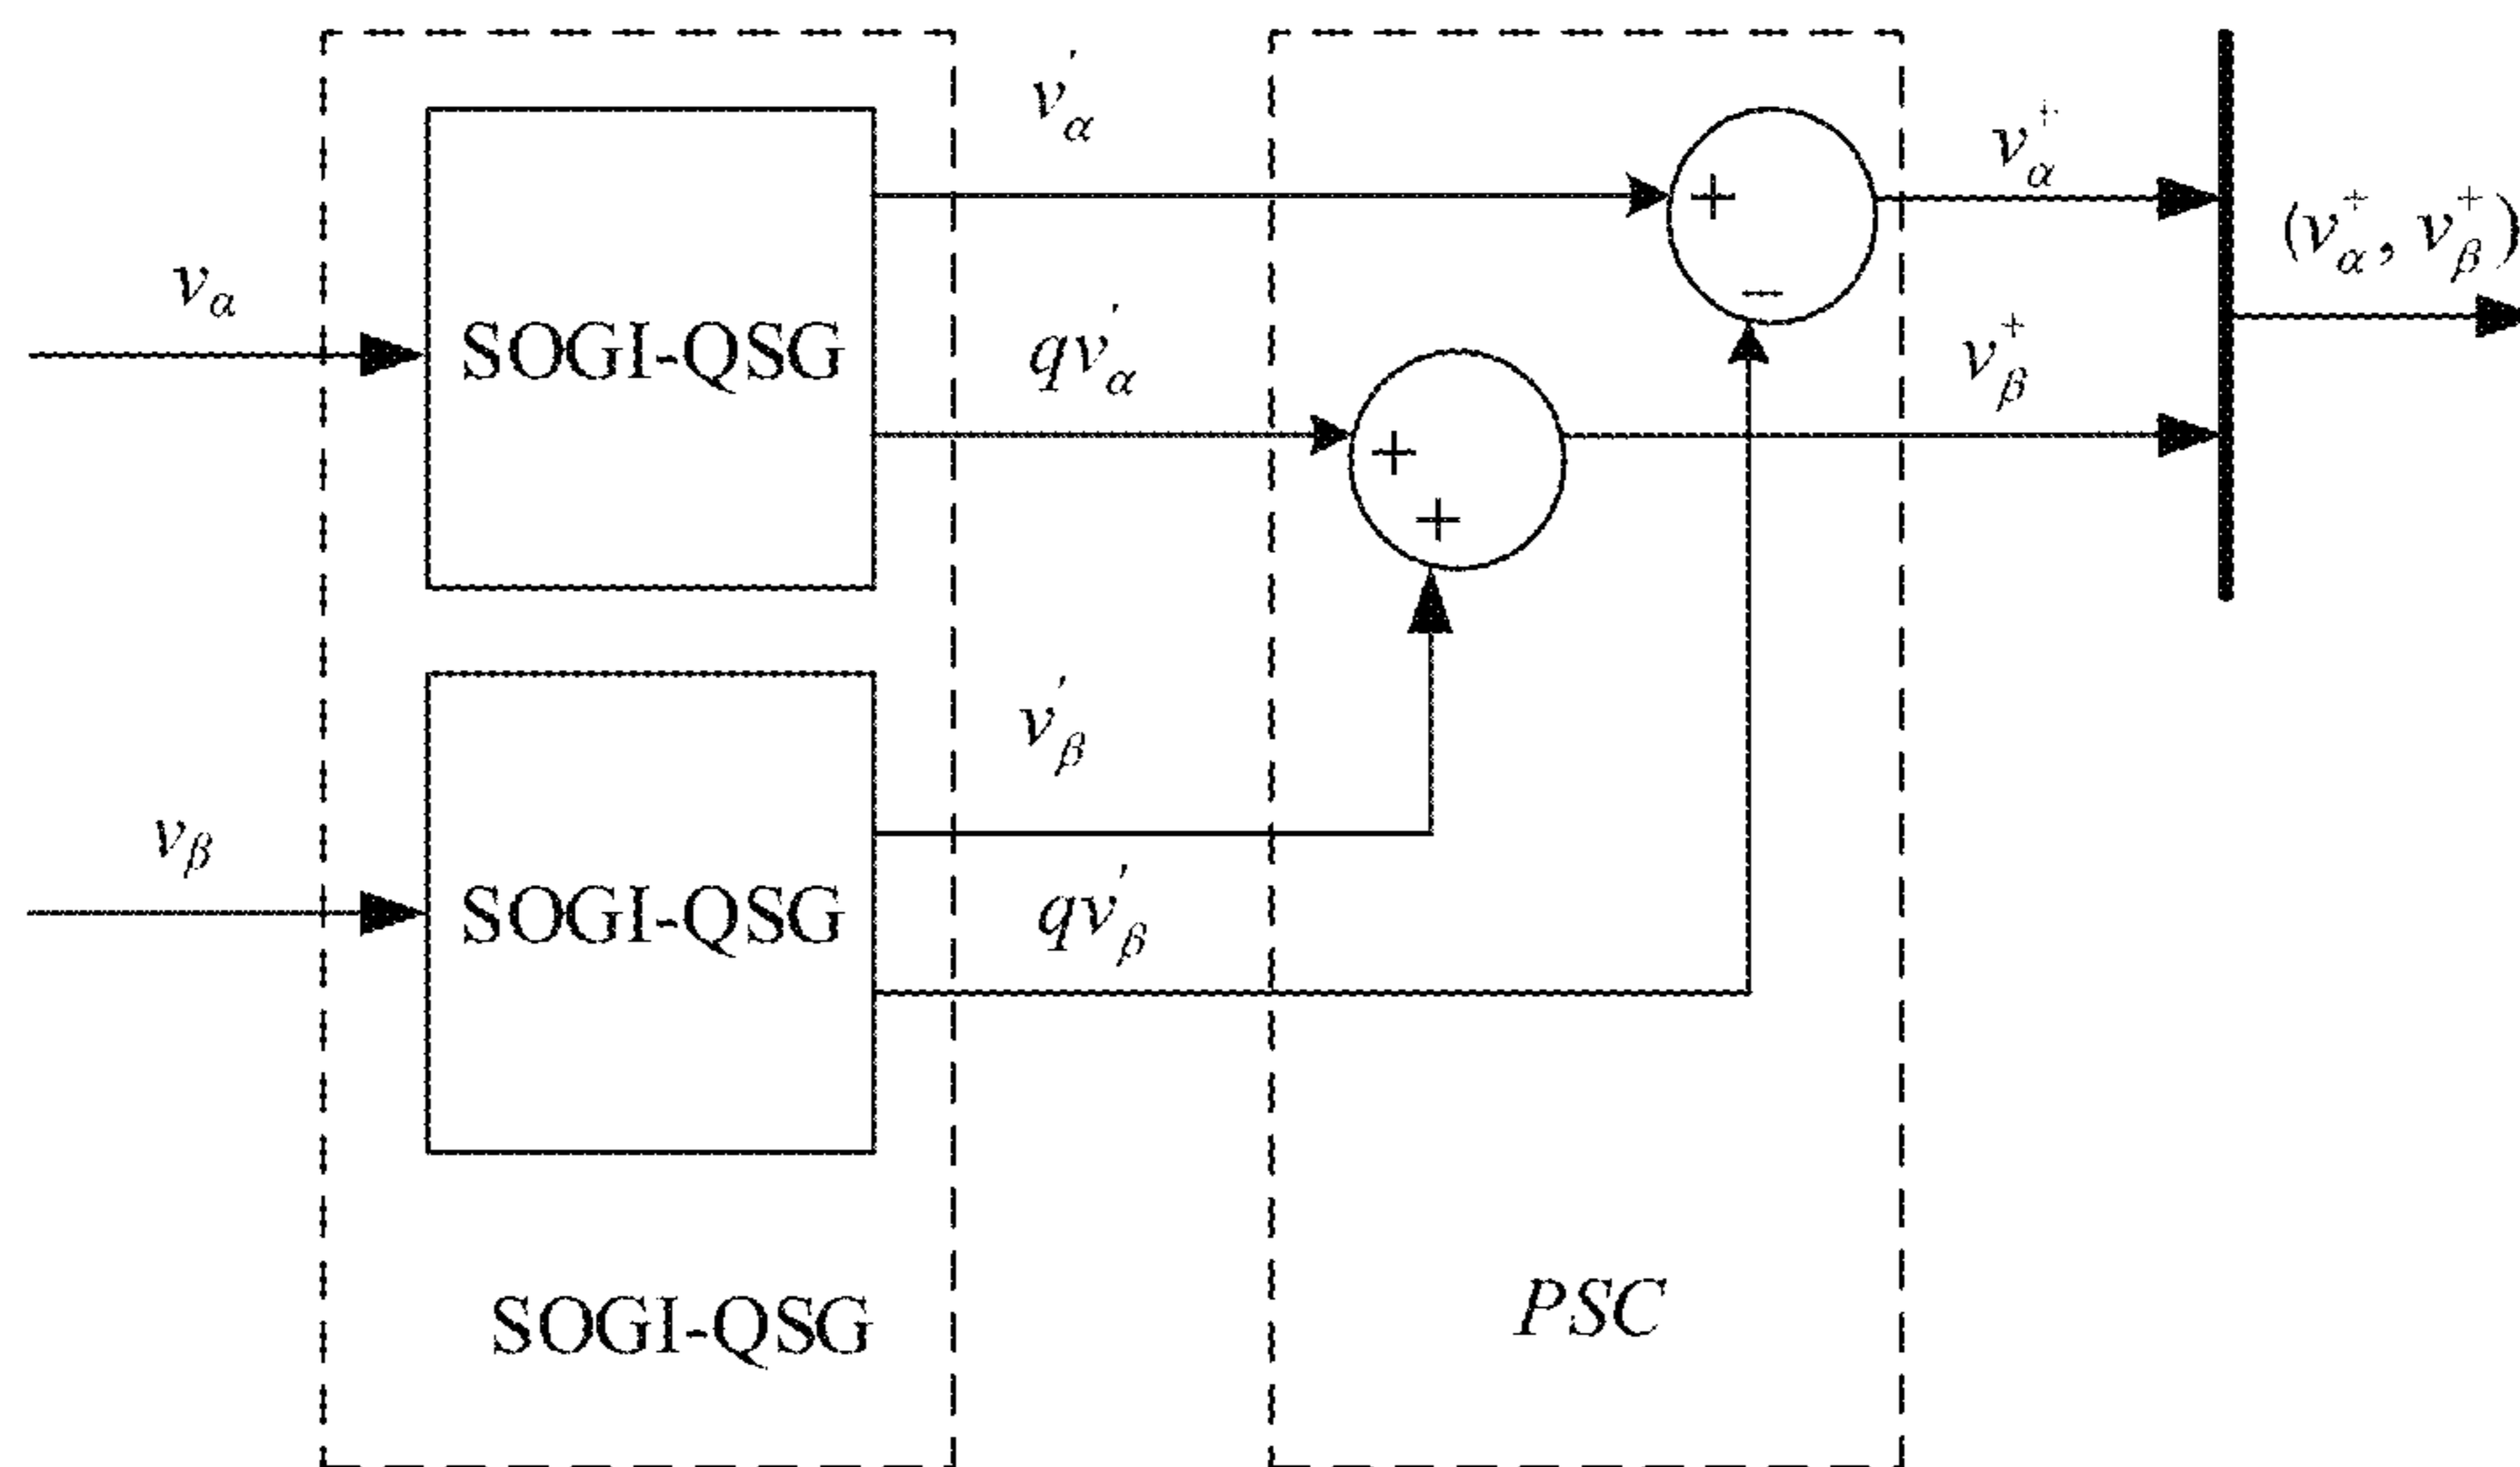 v'α
+
v⁺α
(v⁺α, v⁺β)
vα
SOGI-QSG
qv'α
−
v⁺β
+
+
v'β
vβ
SOGI-QSG
qv'β
SOGI-QSG
PSC